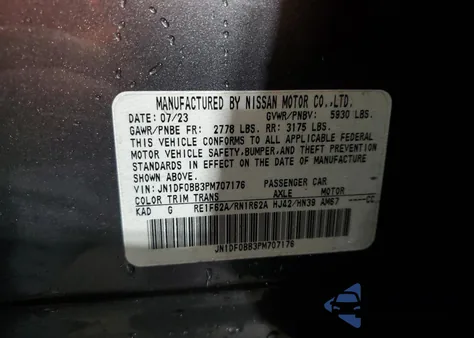 MANUFACTURED BY NISSAN MOTOR CO.,LTD.
DATE: 07/23 GVWR/PNBV: 5930 LBS.
GAWR/PNBE FR: 2778 LBS. RR: 3175 LBS.
THIS VEHICLE CONFORMS TO ALL APPLICABLE FEDERAL
MOTOR VEHICLE SAFETY, BUMPER, AND THEFT PREVENTION
STANDARDS IN EFFECT ON THE DATE OF MANUFACTURE
SHOWN ABOVE.
VIN: JN1DF0BB3PM707176 PASSENGER CAR
COLOR TRIM TRANS AXLE MOTOR
KAD G RE1F62A/RN1R62A HJ42/HN39 AM67 ----CC
JN1DF0BB3PM707176